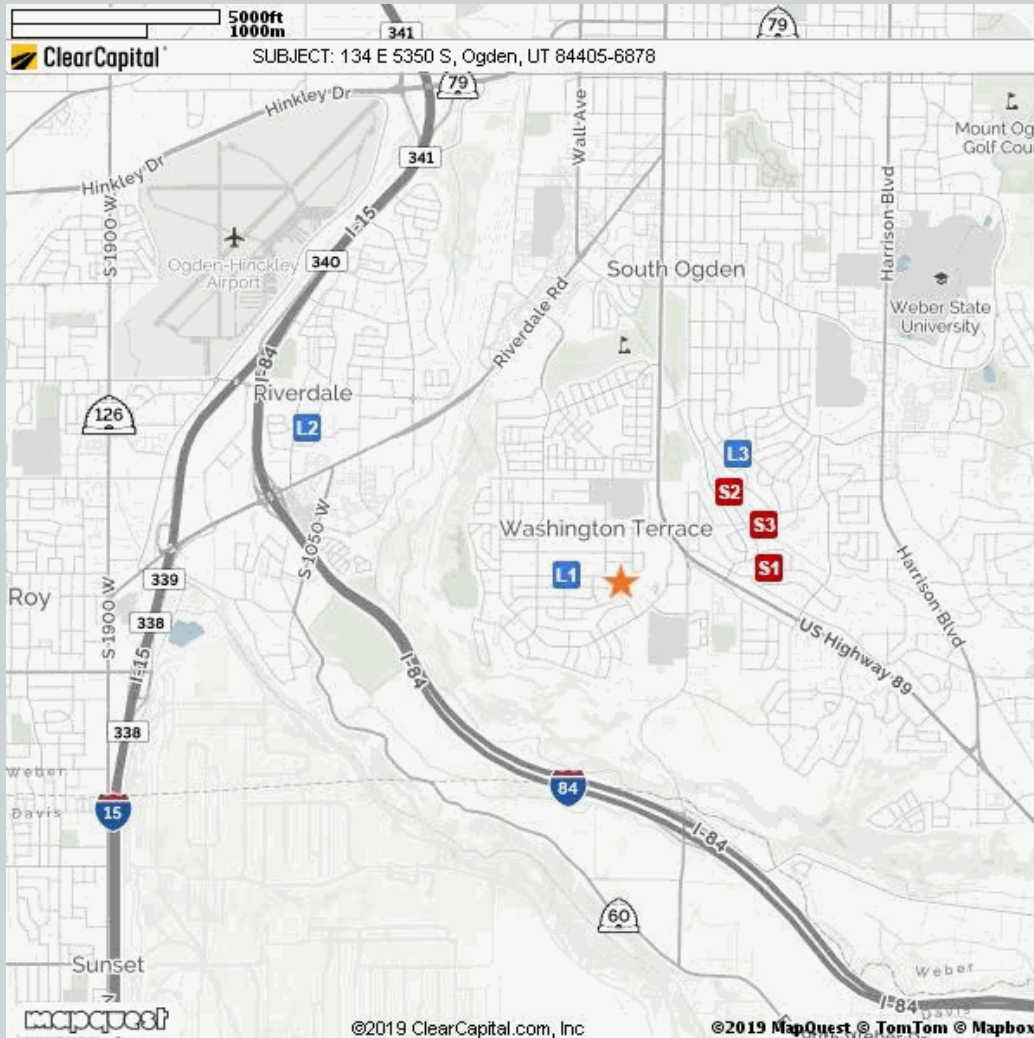 5000ft
1000m
341
79
ClearCapital
SUBJECT: 134 E 5350 S, Ogden, UT 84405-6878
79
Hinkley Dr
341
Wall Ave
Mount Og
Golf Cou
Hinkley Dr
S 1900 W
I-15
Harrison Blvd
340
Ogden-Hinckley
Airport
South Ogden
Weber State
University
Riverdale Rd
I-84
Riverdale
126
L2
L3
S2
S3
Washington Terrace
S 1050 W
L1
S1
339
Roy
338
S 1900 W
I-15
Harrison Blvd
US Highway 89
I-84
338
Weber
Davis
15
84
I-84
60
Sunset
Weber
Davis
I-84
mapquest
©2019 ClearCapital.com, Inc
©2019 MapQuest © TomTom © Mapbox